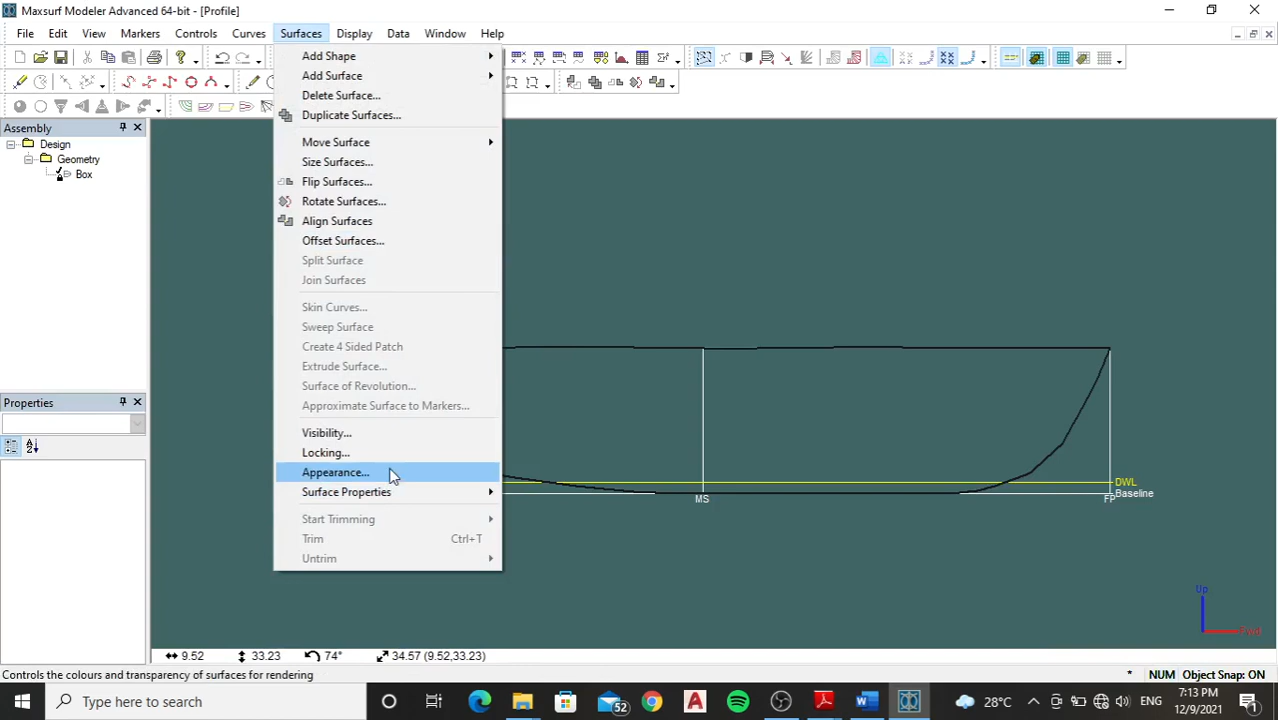 Maxsurf Modeler Advanced 64-bit - [Profile]
File Edit View Markers Controls Curves Surfaces Display Data Window Help
Add Shape
Add Surface
Delete Surface...
Duplicate Surfaces...
Move Surface
Size Surfaces...
Flip Surfaces...
Rotate Surfaces...
Align Surfaces
Offset Surfaces...
Split Surface
Join Surfaces
Skin Curves...
Sweep Surface
Create 4 Sided Patch
Extrude Surface...
Surface of Revolution...
Approximate Surface to Markers...
Visibility...
Locking...
Appearance...
Surface Properties
Start Trimming
Trim Ctrl+T
Untrim
Assembly
Design
Geometry
Box
Properties
DWL
Baseline
MS
FP
Up
Fwd
9.52 33.23 74° 34.57 (9.52,33.23)
Controls the colours and transparency of surfaces for rendering
* NUM Object Snap: ON
Type here to search
52
28°C
ENG
7:13 PM
12/9/2021
1